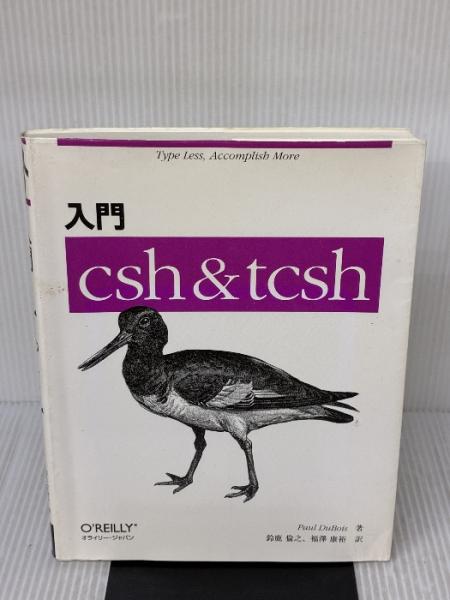 Type Less, Accomplish More
入門
csh & tcsh
O'REILLY®
オライリー・ジャパン
Paul DuBois 著
鈴鹿 倫之、福澤 康裕 訳